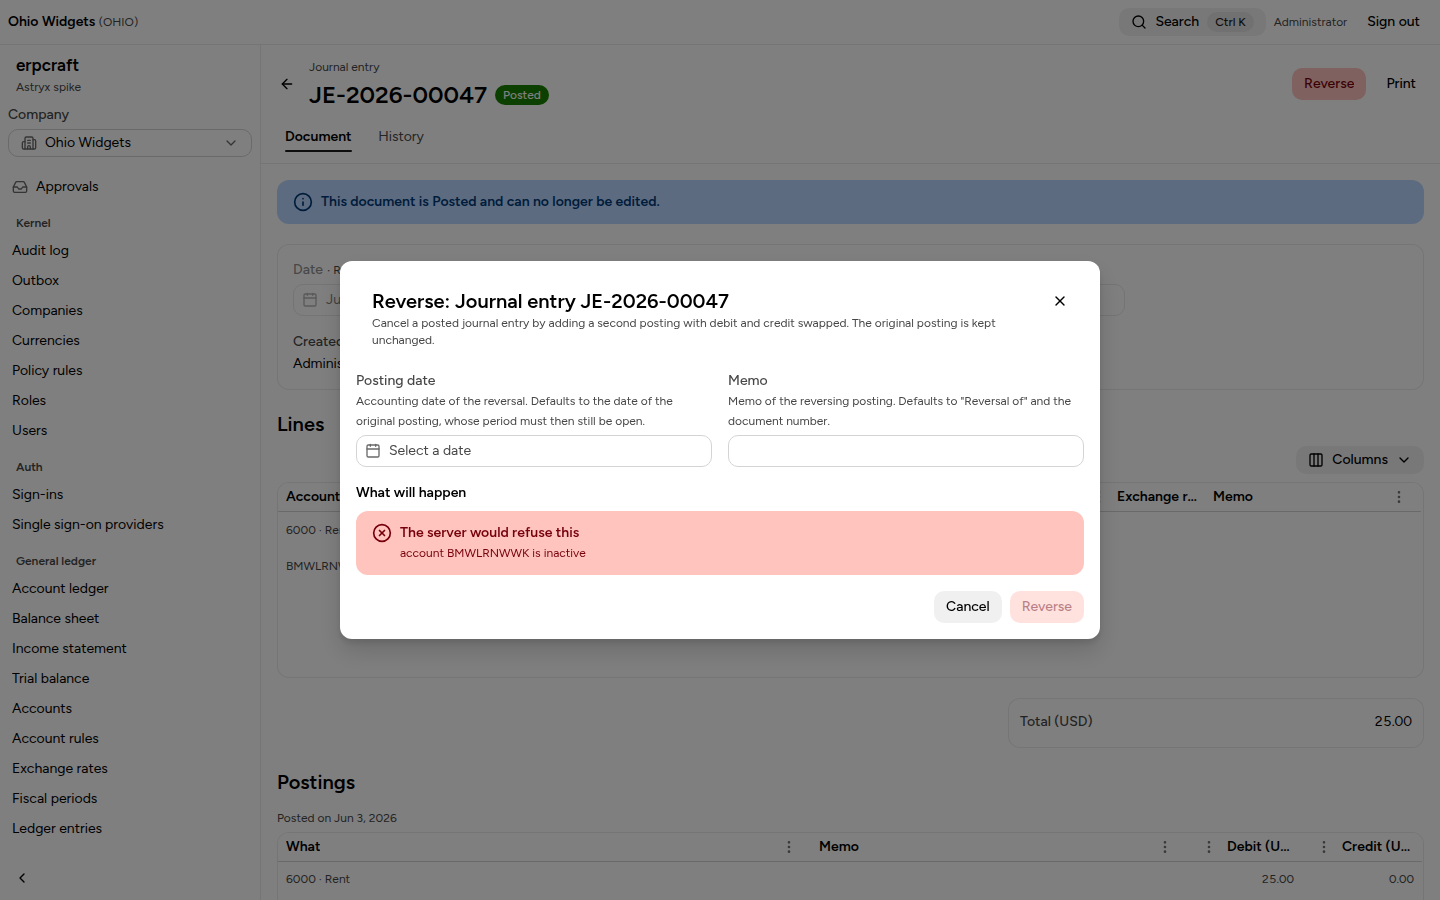 Ohio Widgets (OHIO)
Search Ctrl K Administrator Sign out
erpcraft
Astryx spike
Company
Ohio Widgets
Approvals
Kernel
Audit log
Outbox
Companies
Currencies
Policy rules
Roles
Users
Auth
Sign-ins
Single sign-on providers
General ledger
Account ledger
Balance sheet
Income statement
Trial balance
Accounts
Account rules
Exchange rates
Fiscal periods
Ledger entries
Journal entry
JE-2026-00047 Posted
Reverse Print
Document History
This document is Posted and can no longer be edited.
Date · R
Ju
Created
Adminis
Lines
Columns
Account Exchange r... Memo
6000 · Re
BMWLRNW
Reverse: Journal entry JE-2026-00047
Cancel a posted journal entry by adding a second posting with debit and credit swapped. The original posting is kept
unchanged.
Posting date
Accounting date of the reversal. Defaults to the date of the
original posting, whose period must then still be open.
Select a date
Memo
Memo of the reversing posting. Defaults to "Reversal of" and the
document number.
What will happen
The server would refuse this
account BMWLRNWWK is inactive
Cancel Reverse
Total (USD) 25.00
Postings
Posted on Jun 3, 2026
What Memo Debit (U... Credit (U...
6000 · Rent 25.00 0.00